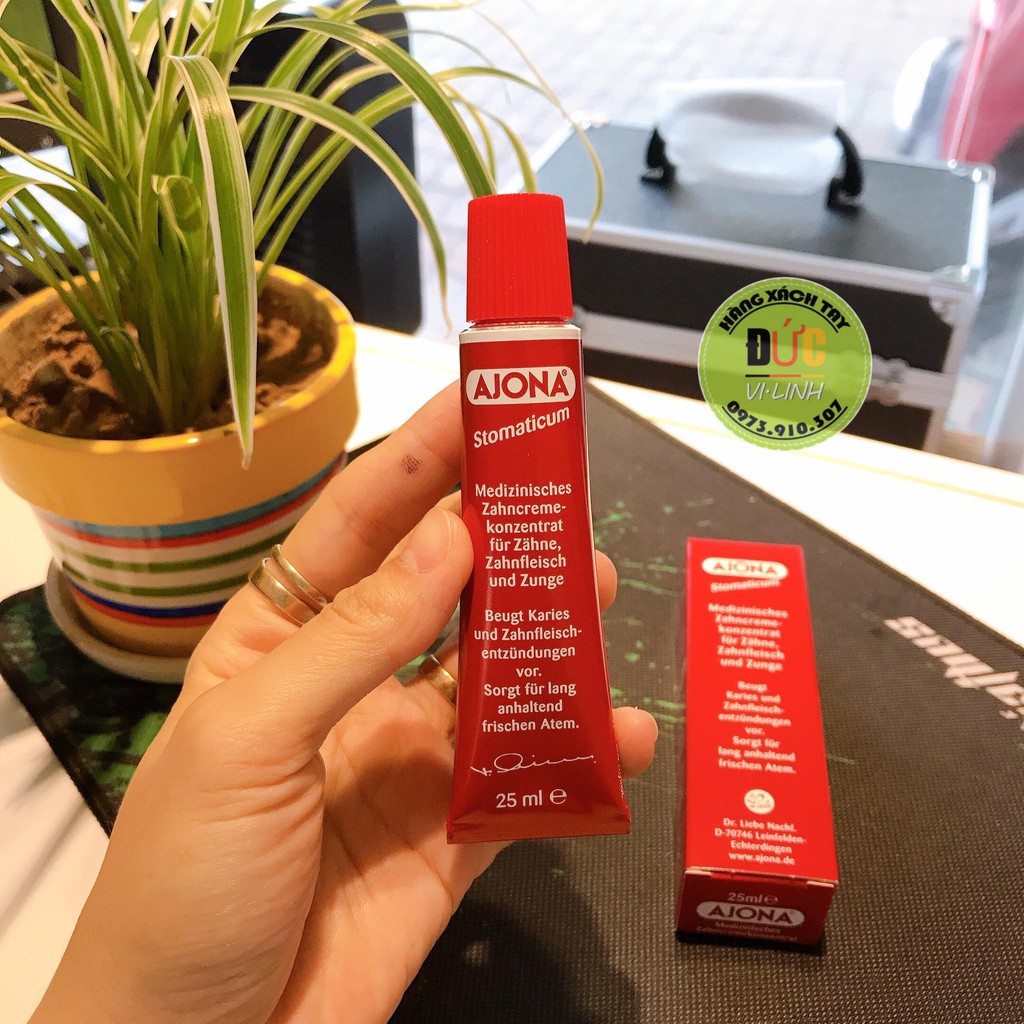 AJONA®
Stomaticum
Medizinisches
Zahncreme-
konzentrat
für Zähne,
Zahnfleisch
und Zunge
Beugt Karies
und Zahnfleisch-
entzündungen
vor.
Sorgt für lang
anhaltend
frischen Atem.
25 ml ℮
HÀNG XÁCH TAY
ĐỨC
VI-LINH
0973.910.307
AJONA
Stomaticum
Medizinisches
Zahncreme-
konzentrat
für Zähne,
Zahnfleisch
und Zunge
Beugt
Karies und
Zahnfleisch-
entzündungen
vor.
Sorgt für
lang anhaltend
frischen Atem.
Dr. Liebe Nachf.
D-70746 Leinfelden-
Echterdingen
www.ajona.de
25ml ℮
AJONA®
Medizinisches
Zahncremekonzentrat